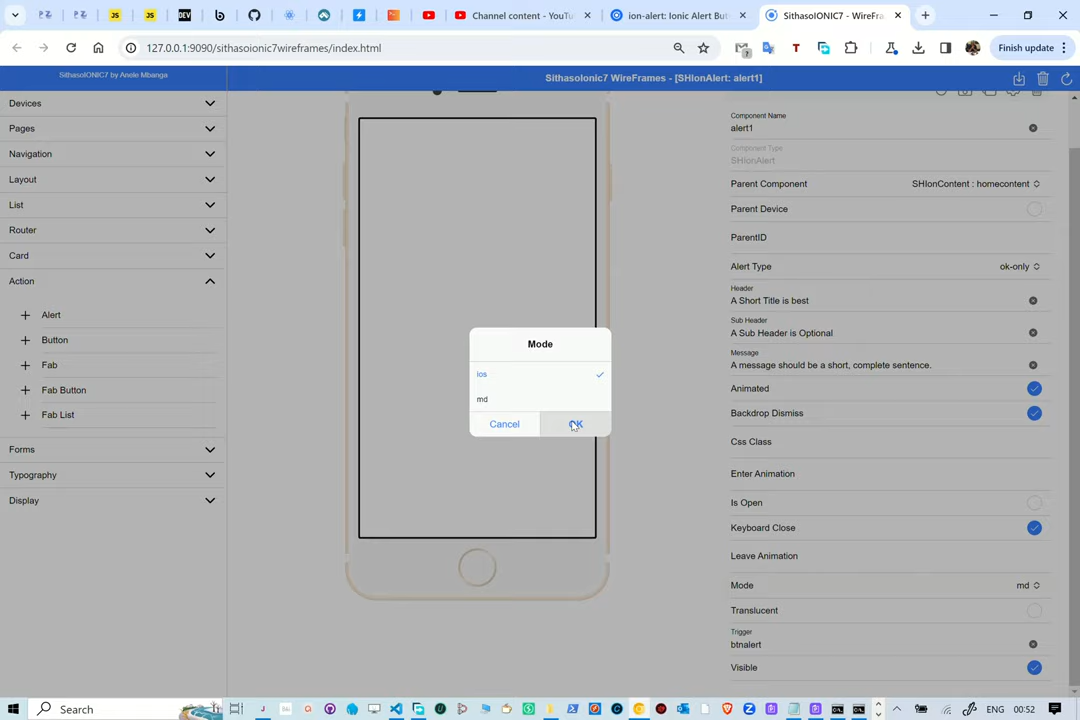 Channel content - YouTu
ion-alert: Ionic Alert But
SithasoIONIC7 - WireFra
127.0.0.1:9090/sithasoionic7wireframes/index.html
Finish update
SithasoIONIC7 by Anele Mbanga
SithasoIonic7 WireFrames - [SHIonAlert: alert1]
Devices
Pages
Navigation
Layout
List
Router
Card
Action
Alert
Button
Fab
Fab Button
Fab List
Forms
Typography
Display
Mode
ios
md
Cancel
OK
Component Name
alert1
Component Type
SHIonAlert
Parent Component
SHIonContent : homecontent
Parent Device
ParentID
Alert Type
ok-only
Header
A Short Title is best
Sub Header
A Sub Header is Optional
Message
A message should be a short, complete sentence.
Animated
Backdrop Dismiss
Css Class
Enter Animation
Is Open
Keyboard Close
Leave Animation
Mode
md
Translucent
Trigger
btnalert
Visible
Search
ENG
00:52